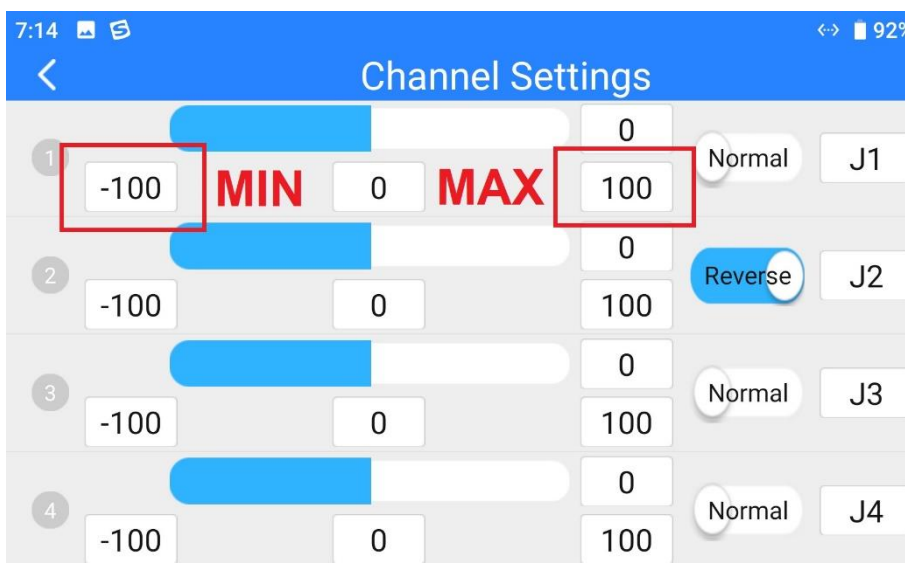 7:14 92%
Channel Settings
0
1 Normal J1
-100 MIN 0 MAX 100
0
2 Reverse J2
-100 0 100
0
3 Normal J3
-100 0 100
0
4 Normal J4
-100 0 100